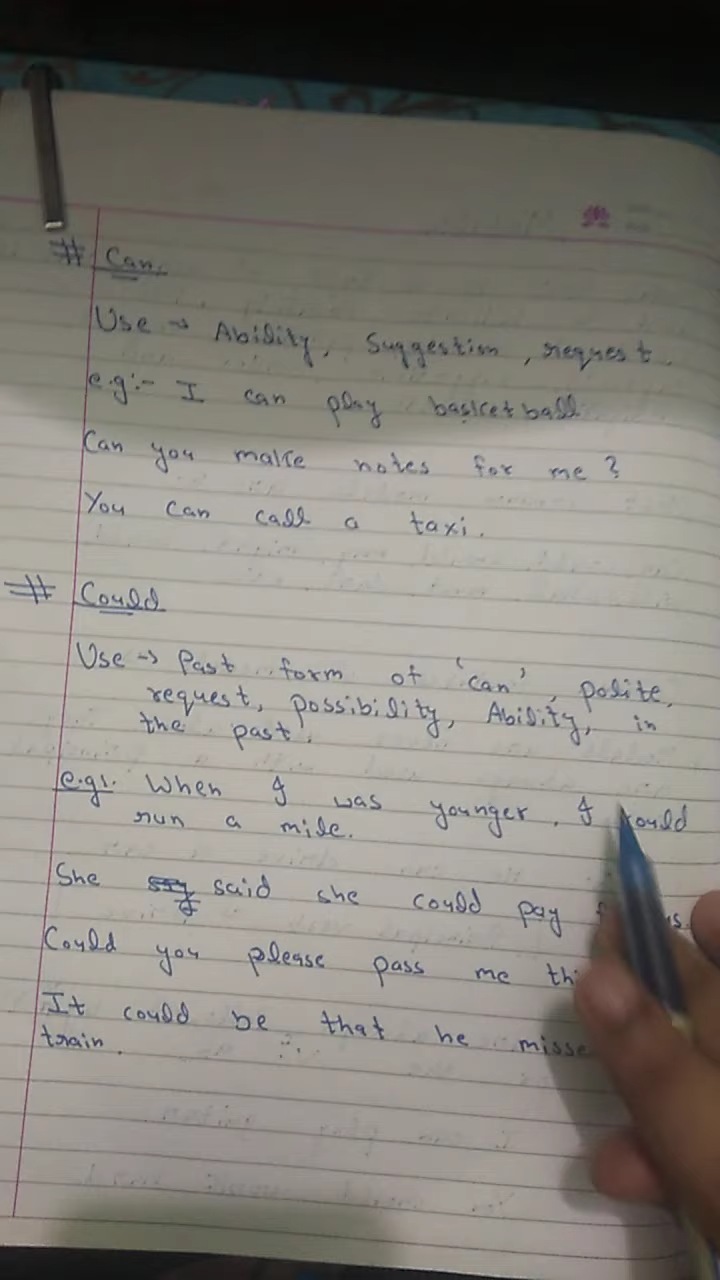 # Can.
Use → Ability, Suggestion, request.
e.g:- I can play basketball
Can you make notes for me?
You can call a taxi.
# Could
Use → Past form of 'can', polite,
request, possibility, Ability, in
the past.
e.g:. When I was younger, I could
run a mile.
She said she could pay
Could you please pass me
It could be that he
train.